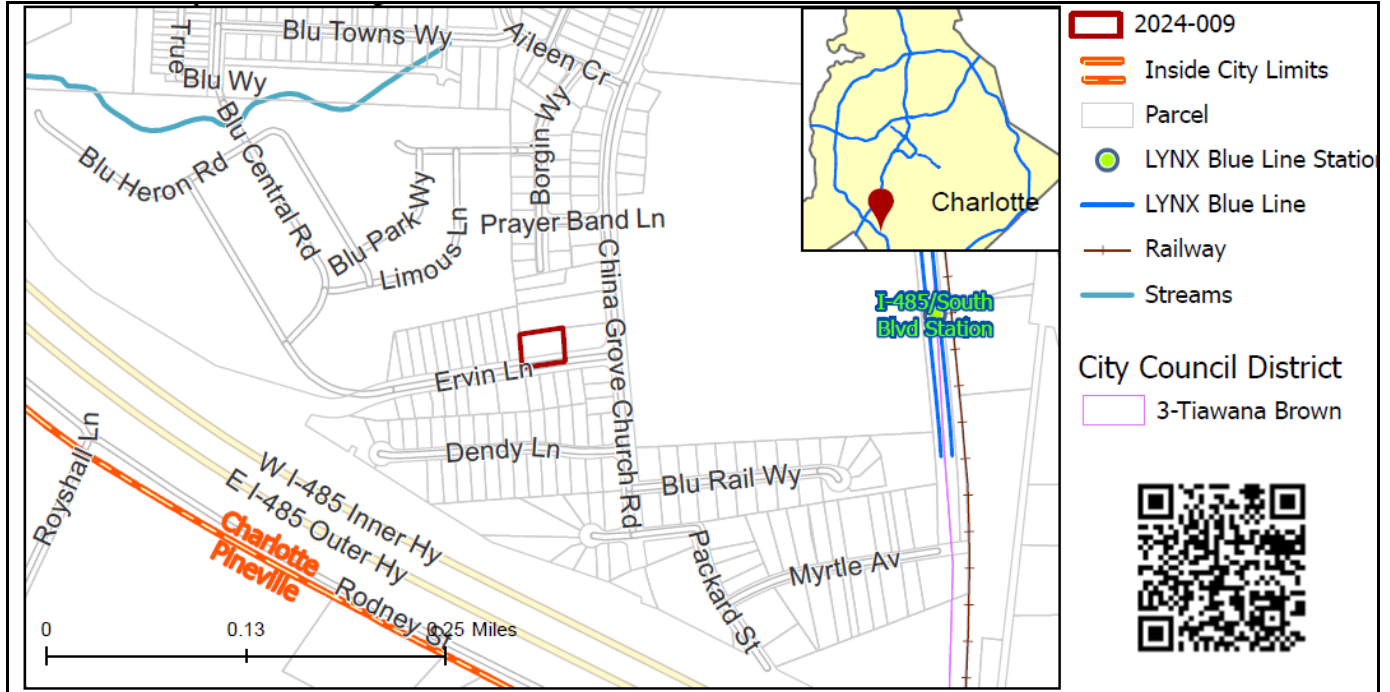 True
Blu Towns Wy
Aileen Cr
Blu Wy
Blu Heron Rd
Blu Central Rd
Blu Park Wy
Limous Ln
Borgin Wy
Prayer Band Ln
China Grove Church Rd
Ervin Ln
Dendy Ln
Blu Rail Wy
Packard St
Myrtle Av
Royshall Ln
W I-485 Inner Hy
E I-485 Outer Hy
Rodney St
Charlotte
Pineville
0
0.13
0.25 Miles
I-485/South
Blvd Station
Charlotte
2024-009
Inside City Limits
Parcel
LYNX Blue Line Station
LYNX Blue Line
Railway
Streams
City Council District
3-Tiawana Brown